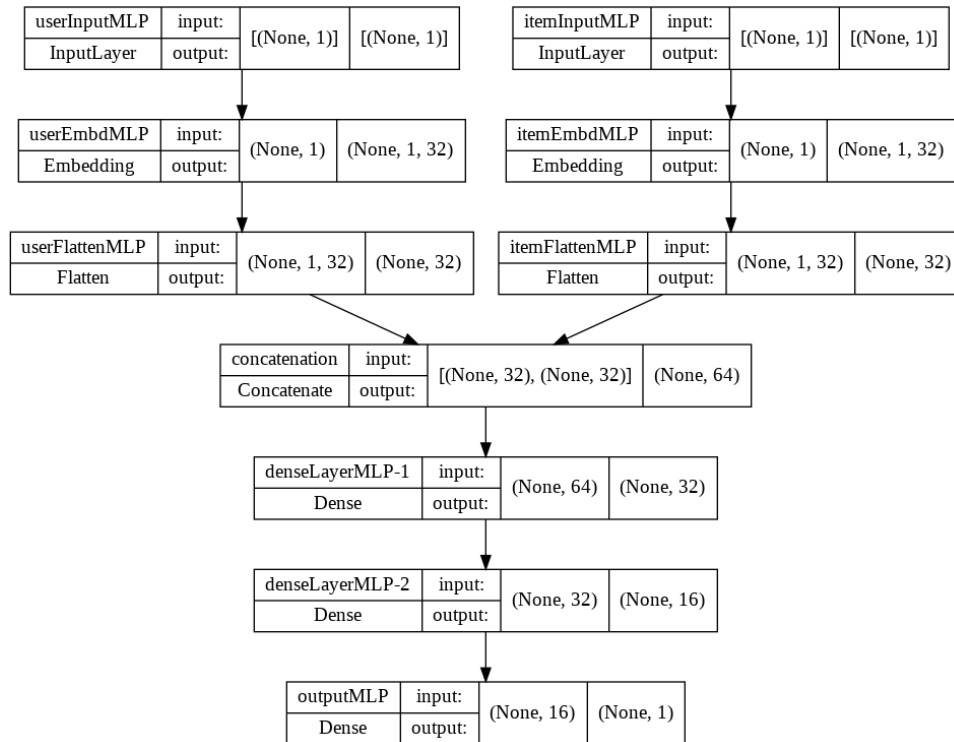 userInputMLP input: [(None, 1)] [(None, 1)]
InputLayer output:
itemInputMLP input: [(None, 1)] [(None, 1)]
InputLayer output:
userEmbdMLP input: (None, 1) (None, 1, 32)
Embedding output:
itemEmbdMLP input: (None, 1) (None, 1, 32)
Embedding output:
userFlattenMLP input: (None, 1, 32) (None, 32)
Flatten output:
itemFlattenMLP input: (None, 1, 32) (None, 32)
Flatten output:
concatenation input: [(None, 32), (None, 32)] (None, 64)
Concatenate output:
denseLayerMLP-1 input: (None, 64) (None, 32)
Dense output:
denseLayerMLP-2 input: (None, 32) (None, 16)
Dense output:
outputMLP input: (None, 16) (None, 1)
Dense output: